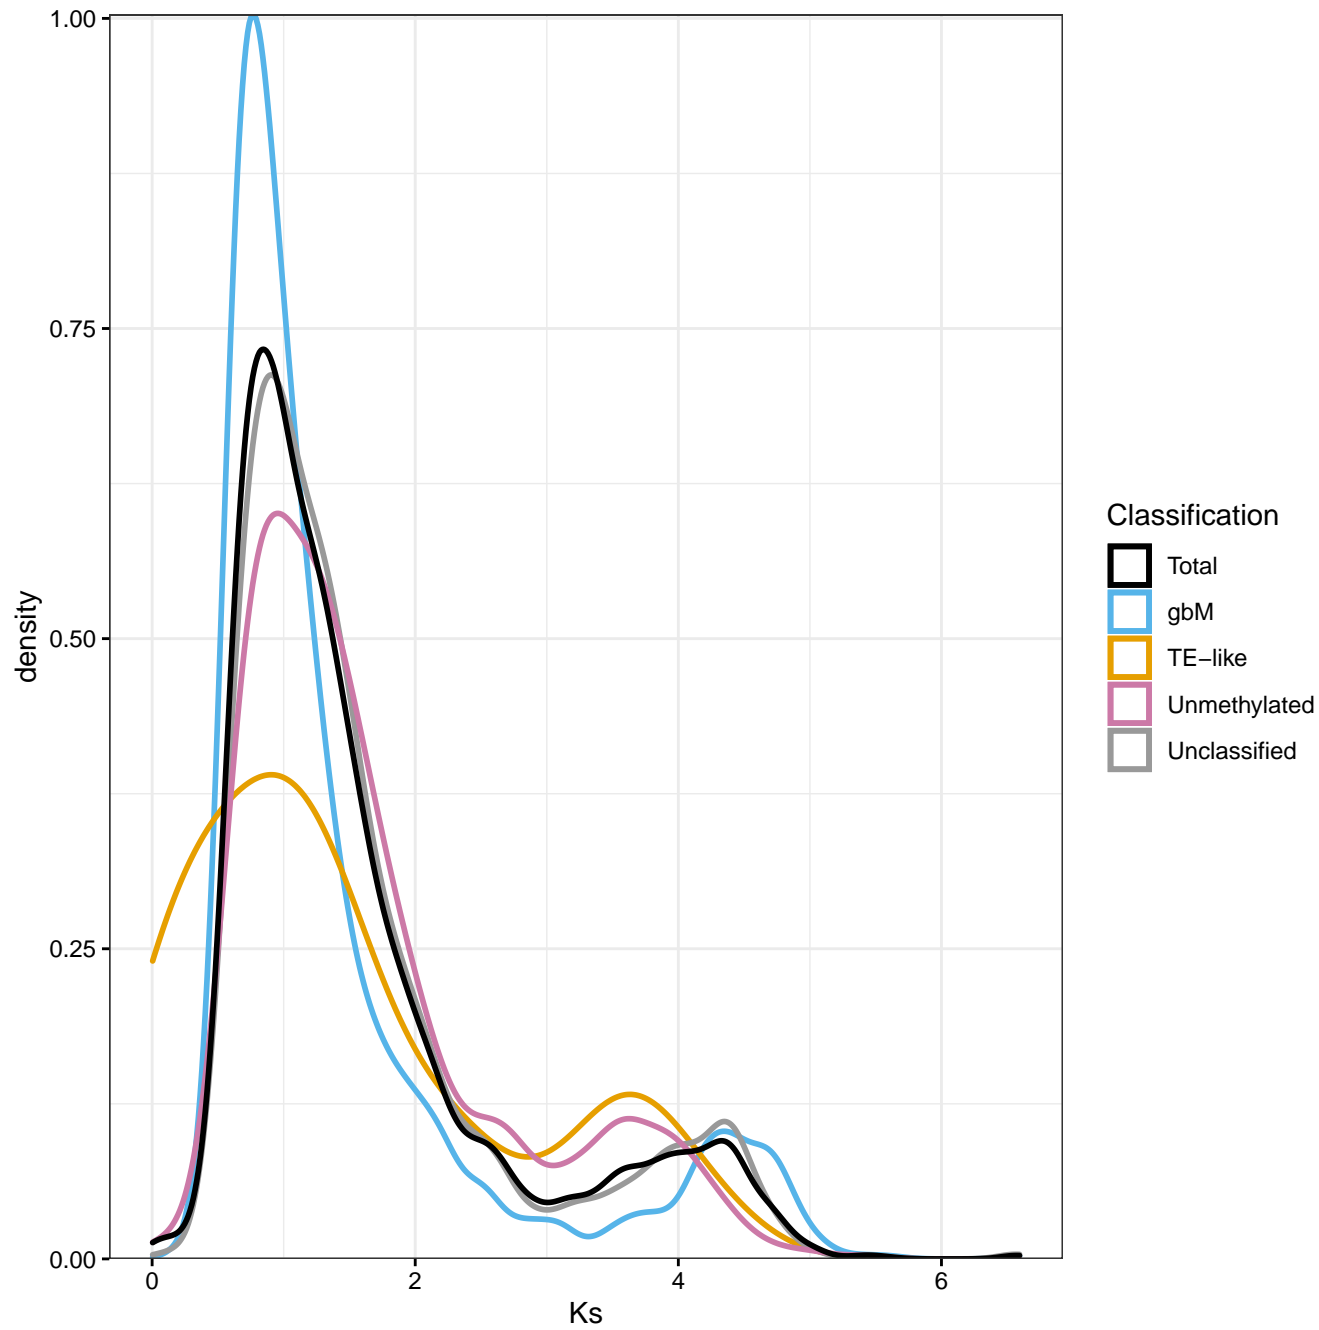 1.00
0.75
0.50
0.25
0.00
density
0
2
4
6
Ks
Classification
Total
gbM
TE−like
Unmethylated
Unclassified